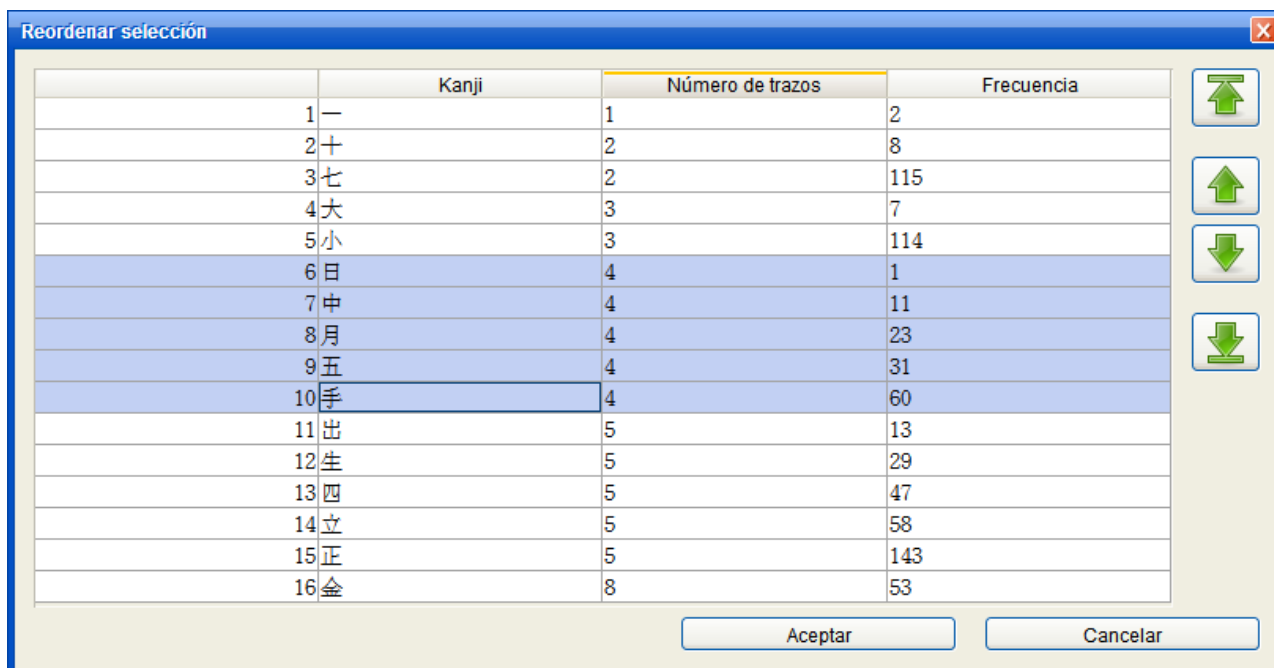 Reordenar selección
Kanji Número de trazos Frecuencia
1 一 1 2
2 十 2 8
3 七 2 115
4 大 3 7
5 小 3 114
6 日 4 1
7 中 4 11
8 月 4 23
9 五 4 31
10 手 4 60
11 出 5 13
12 生 5 29
13 四 5 47
14 立 5 58
15 正 5 143
16 金 8 53
Aceptar Cancelar